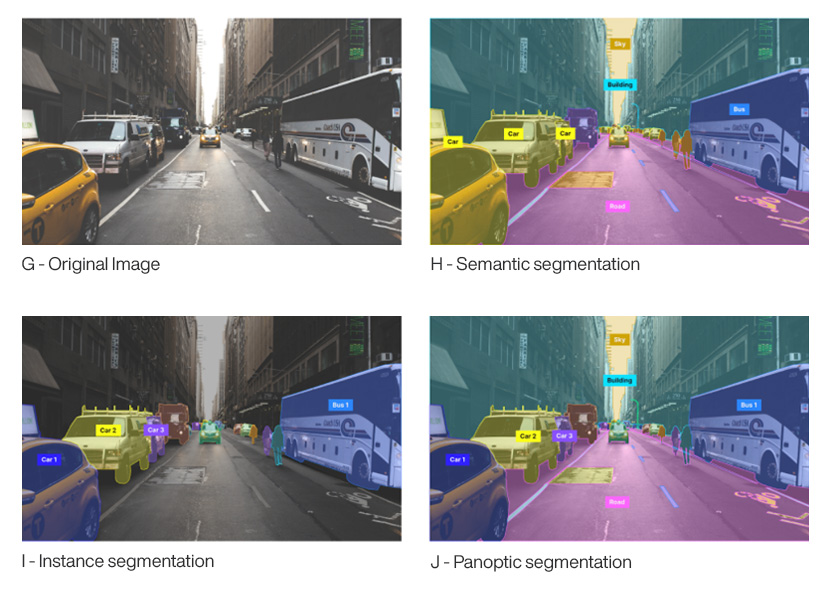 Sky
Building
Bus
Car
Car
Car
Road
G - Original Image
H - Semantic segmentation
Sky
Building
Bus 1
Bus 1
Car 2
Car 3
Car 2
Car 3
Car 1
Car 1
Road
I - Instance segmentation
J - Panoptic segmentation